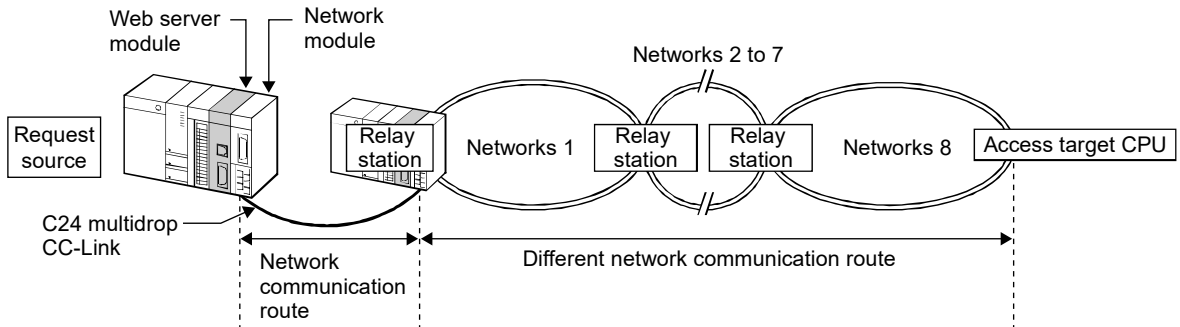 Web server
module
Network
module
Networks 2 to 7
Request
source
Relay
station
Networks 1
Relay
station
Relay
station
Networks 8
Access target CPU
C24 multidrop
CC-Link
Network
communication
route
Different network communication route